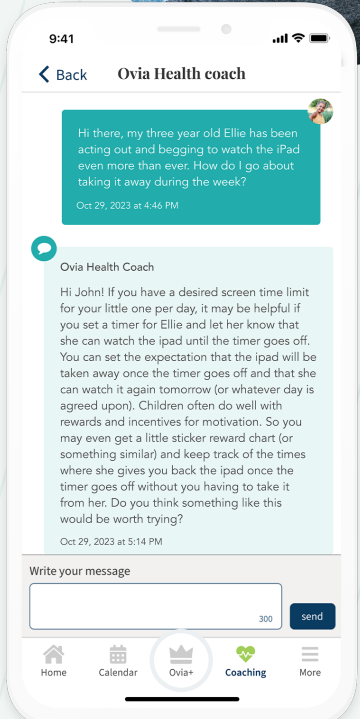 9:41
Back
Ovia Health coach
Hi there, my three year old Ellie has been
acting out and begging to watch the iPad
even more than ever. How do I go about
taking it away during the week?
Oct 29, 2023 at 4:46 PM
Ovia Health Coach
Hi John! If you have a desired screen time limit
for your little one per day, it may be helpful if
you set a timer for Ellie and let her know that
she can watch the ipad until the timer goes off.
You can set the expectation that the ipad will be
taken away once the timer goes off and that she
can watch it again tomorrow (or whatever day is
agreed upon). Children often do well with
rewards and incentives for motivation. So you
may even get a little sticker reward chart (or
something similar) and keep track of the times
where she gives you back the ipad once the
timer goes off without you having to take it
from her. Do you think something like this
would be worth trying?
Oct 29, 2023 at 5:14 PM
Write your message
300
send
Home
Calendar
Ovia+
Coaching
More